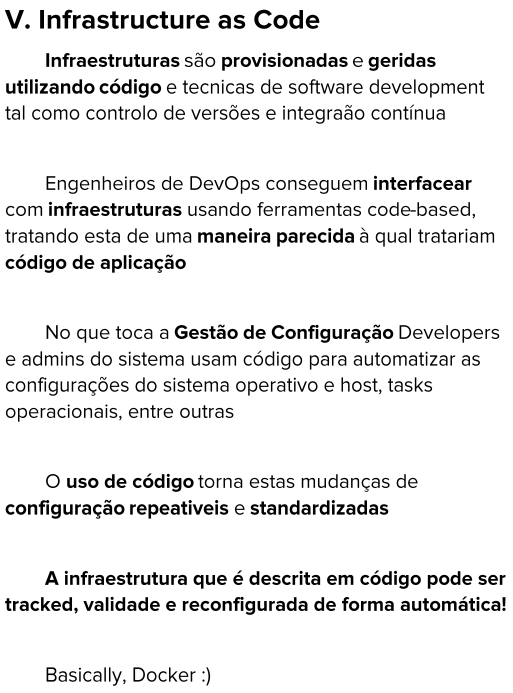 V. Infrastructure as Code
Infraestruturas são provisionadas e geridas
utilizando código e tecnicas de software development
tal como controlo de versões e integraão contínua
Engenheiros de DevOps conseguem interfacear
com infraestruturas usando ferramentas code-based,
tratando esta de uma maneira parecida à qual tratariam
código de aplicação
No que toca a Gestão de Configuração Developers
e admins do sistema usam código para automatizar as
configurações do sistema operativo e host, tasks
operacionais, entre outras
O uso de código torna estas mudanças de
configuração repeativeis e standardizadas
A infraestrutura que é descrita em código pode ser
tracked, validade e reconfigurada de forma automática!
Basically, Docker :)